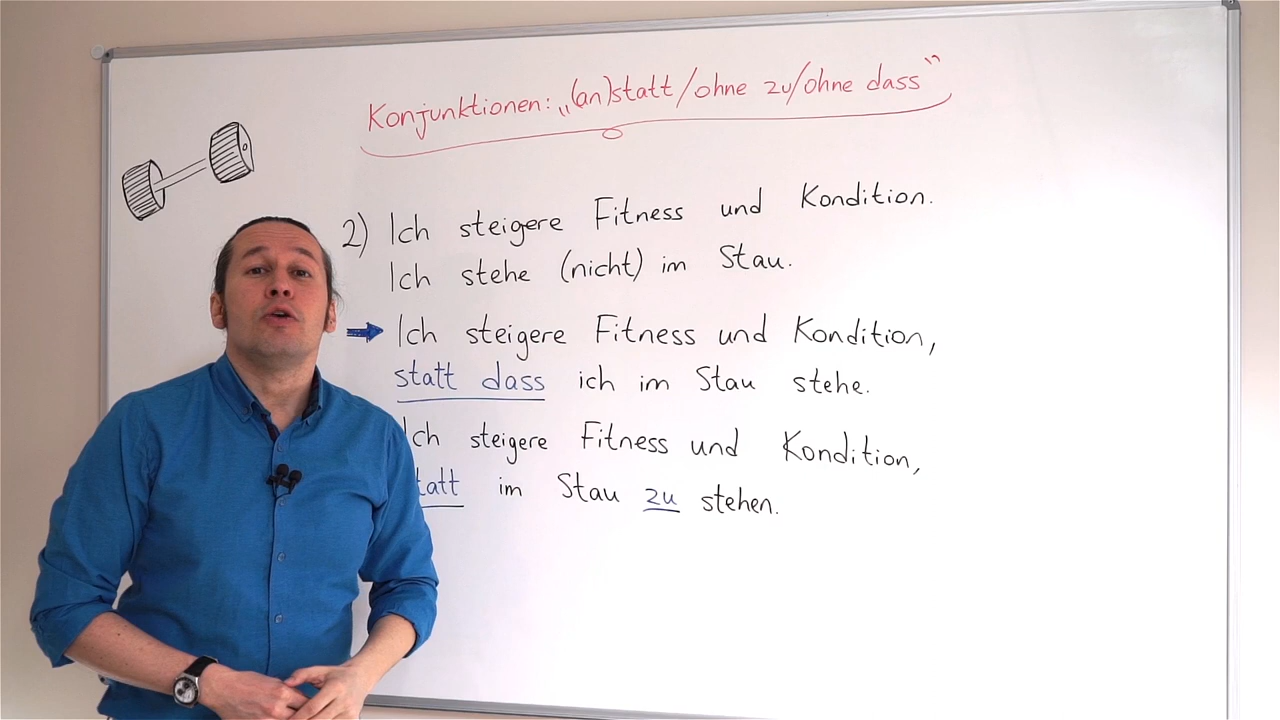 Konjunktionen: „(an)statt/ohne zu/ohne dass“
2) Ich steigere Fitness und Kondition.
Ich stehe (nicht) im Stau.
Ich steigere Fitness und Kondition,
statt dass ich im Stau stehe.
Ich steigere Fitness und Kondition,
statt im Stau zu stehen.